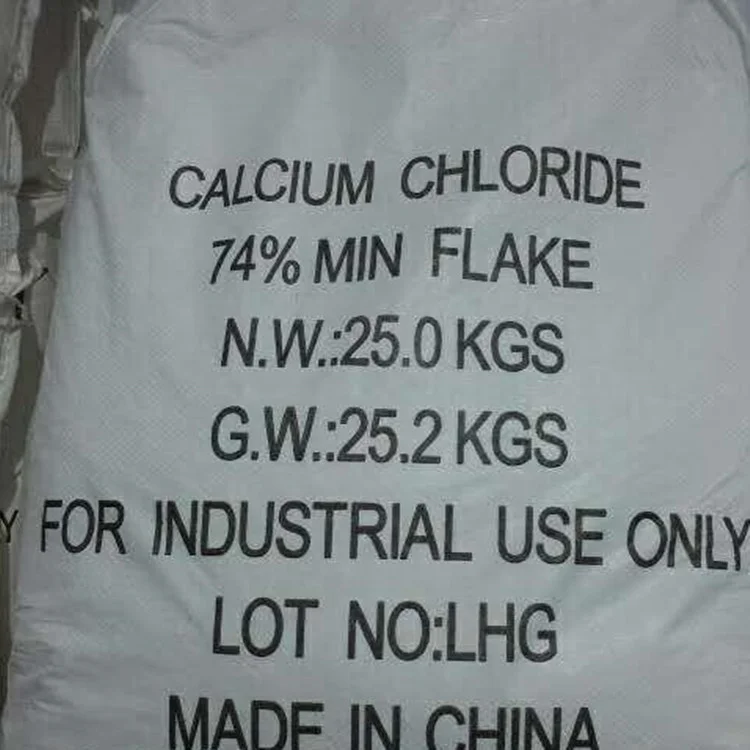 CALCIUM CHLORIDE
74% MIN FLAKE
N.W.:25.0 KGS
G.W.:25.2 KGS
FOR INDUSTRIAL USE ONLY
LOT NO:LHG
MADE IN CHINA